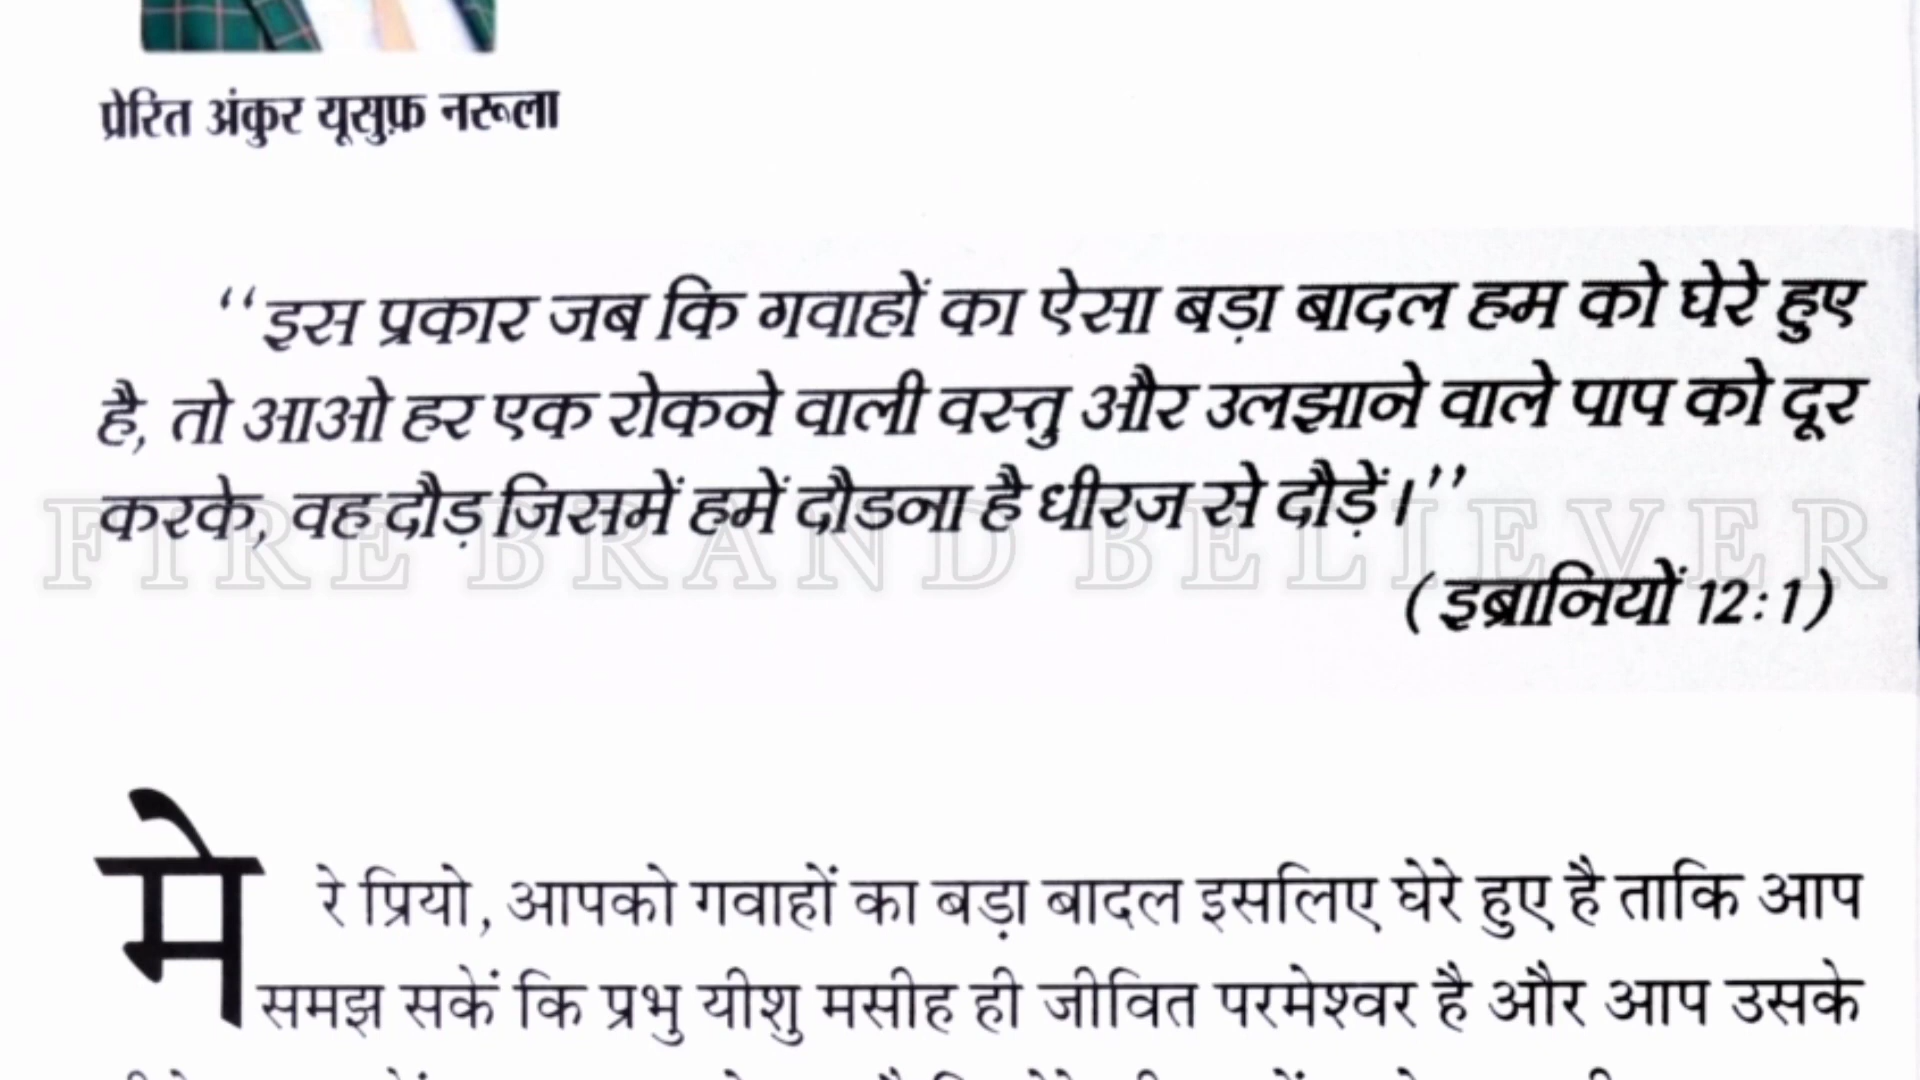 प्रेरित अंकुर यूसुफ़ नरूला
‘‘इस प्रकार जब कि गवाहों का ऐसा बड़ा बादल हम को घेरे हुए
है, तो आओ हर एक रोकने वाली वस्तु और उलझाने वाले पाप को दूर
करके, वह दौड़ जिसमें हमें दौडना है धीरज से दौड़ें।’’
FIRE BRAND BELIEVER
(इब्रानियों 12:1)
मेरे प्रियो, आपको गवाहों का बड़ा बादल इसलिए घेरे हुए है ताकि आप
समझ सकें कि प्रभु यीशु मसीह ही जीवित परमेश्वर है और आप उसके